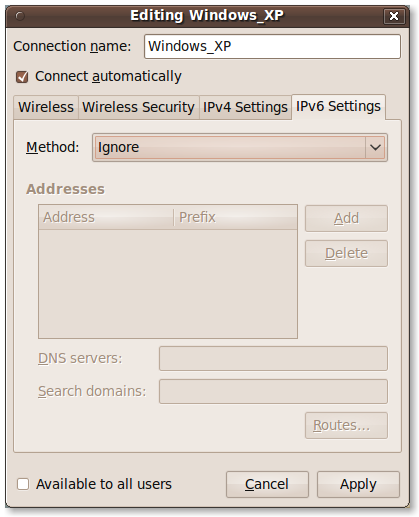 Editing Windows_XP
Connection name: Windows_XP
Connect automatically
Wireless Wireless Security IPv4 Settings IPv6 Settings
Method: Ignore
Addresses
Address Prefix Add
Delete
DNS servers:
Search domains:
Routes...
Available to all users Cancel Apply